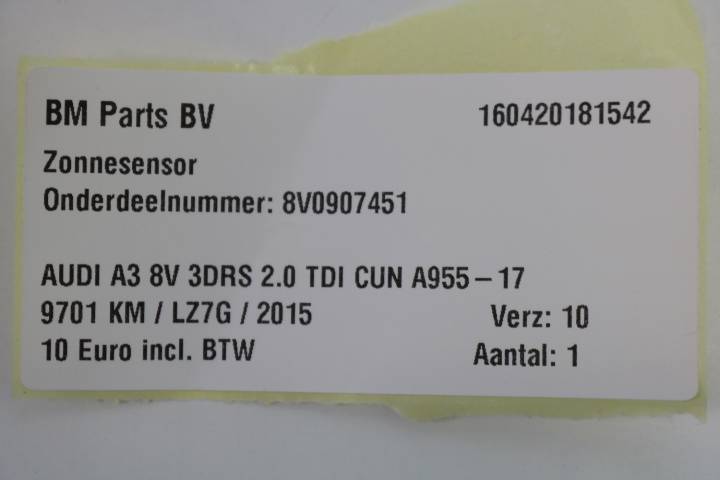 BM Parts BV 160420181542
Zonnesensor
Onderdeelnummer: 8V0907451
AUDI A3 8V 3DRS 2.0 TDI CUN A955 – 17
9701 KM / LZ7G / 2015 Verz: 10
10 Euro incl. BTW Aantal: 1